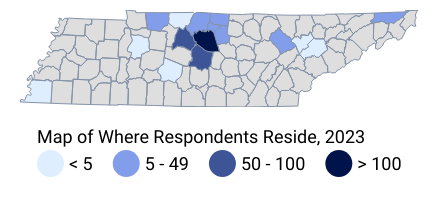 Map of Where Respondents Reside, 2023
< 5 5 - 49 50 - 100 > 100